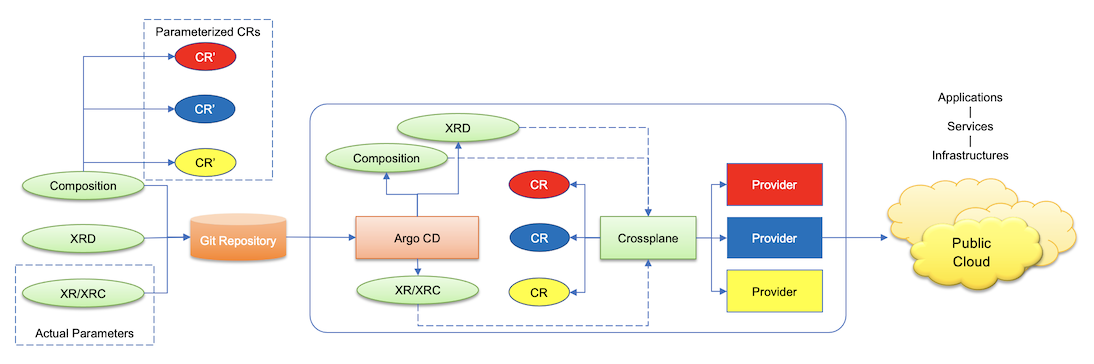 Parameterized CRs
CR'
CR'
CR'
Composition
XRD
XR/XRC
Actual Parameters
Git Repository
XRD
Composition
Argo CD
XR/XRC
CR
CR
CR
Crossplane
Provider
Provider
Provider
Applications
Services
Infrastructures
Public
Cloud